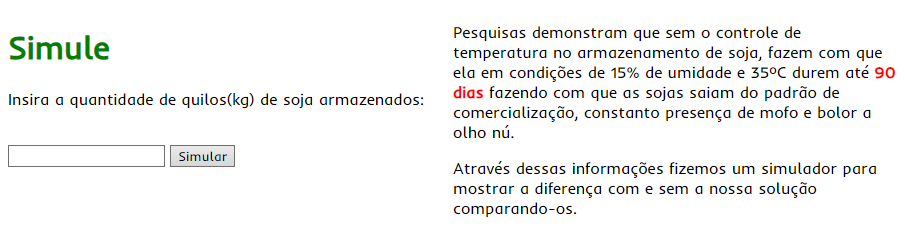 Simule
Insira a quantidade de quilos(kg) de soja armazenados:
Simular
Pesquisas demonstram que sem o controle de
temperatura no armazenamento de soja, fazem com que
ela em condições de 15% de umidade e 35ºC durem até 90
dias fazendo com que as sojas saiam do padrão de
comercialização, constanto presença de mofo e bolor a
olho nú.
Através dessas informações fizemos um simulador para
mostrar a diferença com e sem a nossa solução
comparando-os.